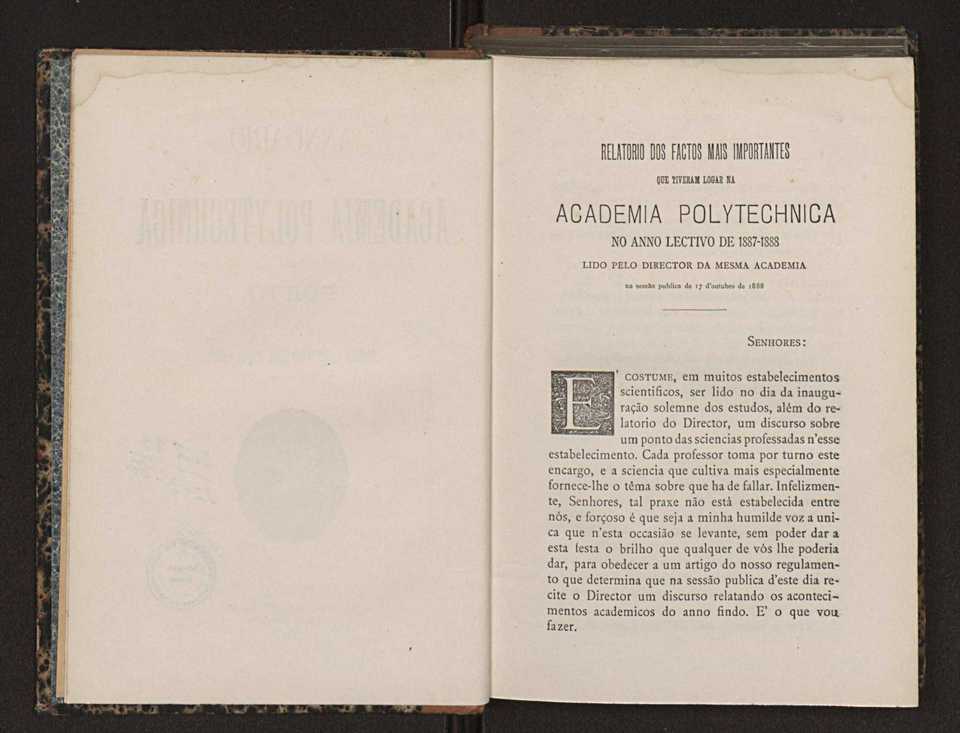 RELATORIO DOS FACTOS MAIS IMPORTANTES
QUE TIVERAM LOGAR NA
ACADEMIA POLYTECHNICA
NO ANNO LECTIVO DE 1887-1888
LIDO PELO DIRECTOR DA MESMA ACADEMIA
na sessão publica de 17 d'outubro de 1888
SENHORES:
E' COSTUME, em muitos estabelecimentos
scientificos, ser lido no dia da inaugu-
ração solemne dos estudos, além do re-
latorio do Director, um discurso sobre
um ponto das sciencias professadas n'esse
estabelecimento. Cada professor toma por turno este
encargo, e a sciencia que cultiva mais especialmente
fornece-lhe o têma sobre que ha de fallar. Infelizmen-
te, Senhores, tal praxe não está estabelecida entre
nós, e forçoso é que seja a minha humilde voz a uni-
ca que n'esta occasião se levante, sem poder dar a
esta festa o brilho que qualquer de vós lhe poderia
dar, para obedecer a um artigo do nosso regulamen-
to que determina que na sessão publica d'este dia re-
cite o Director um discurso relatando os aconteci-
mentos academicos do anno findo. E' o que vou
fazer.